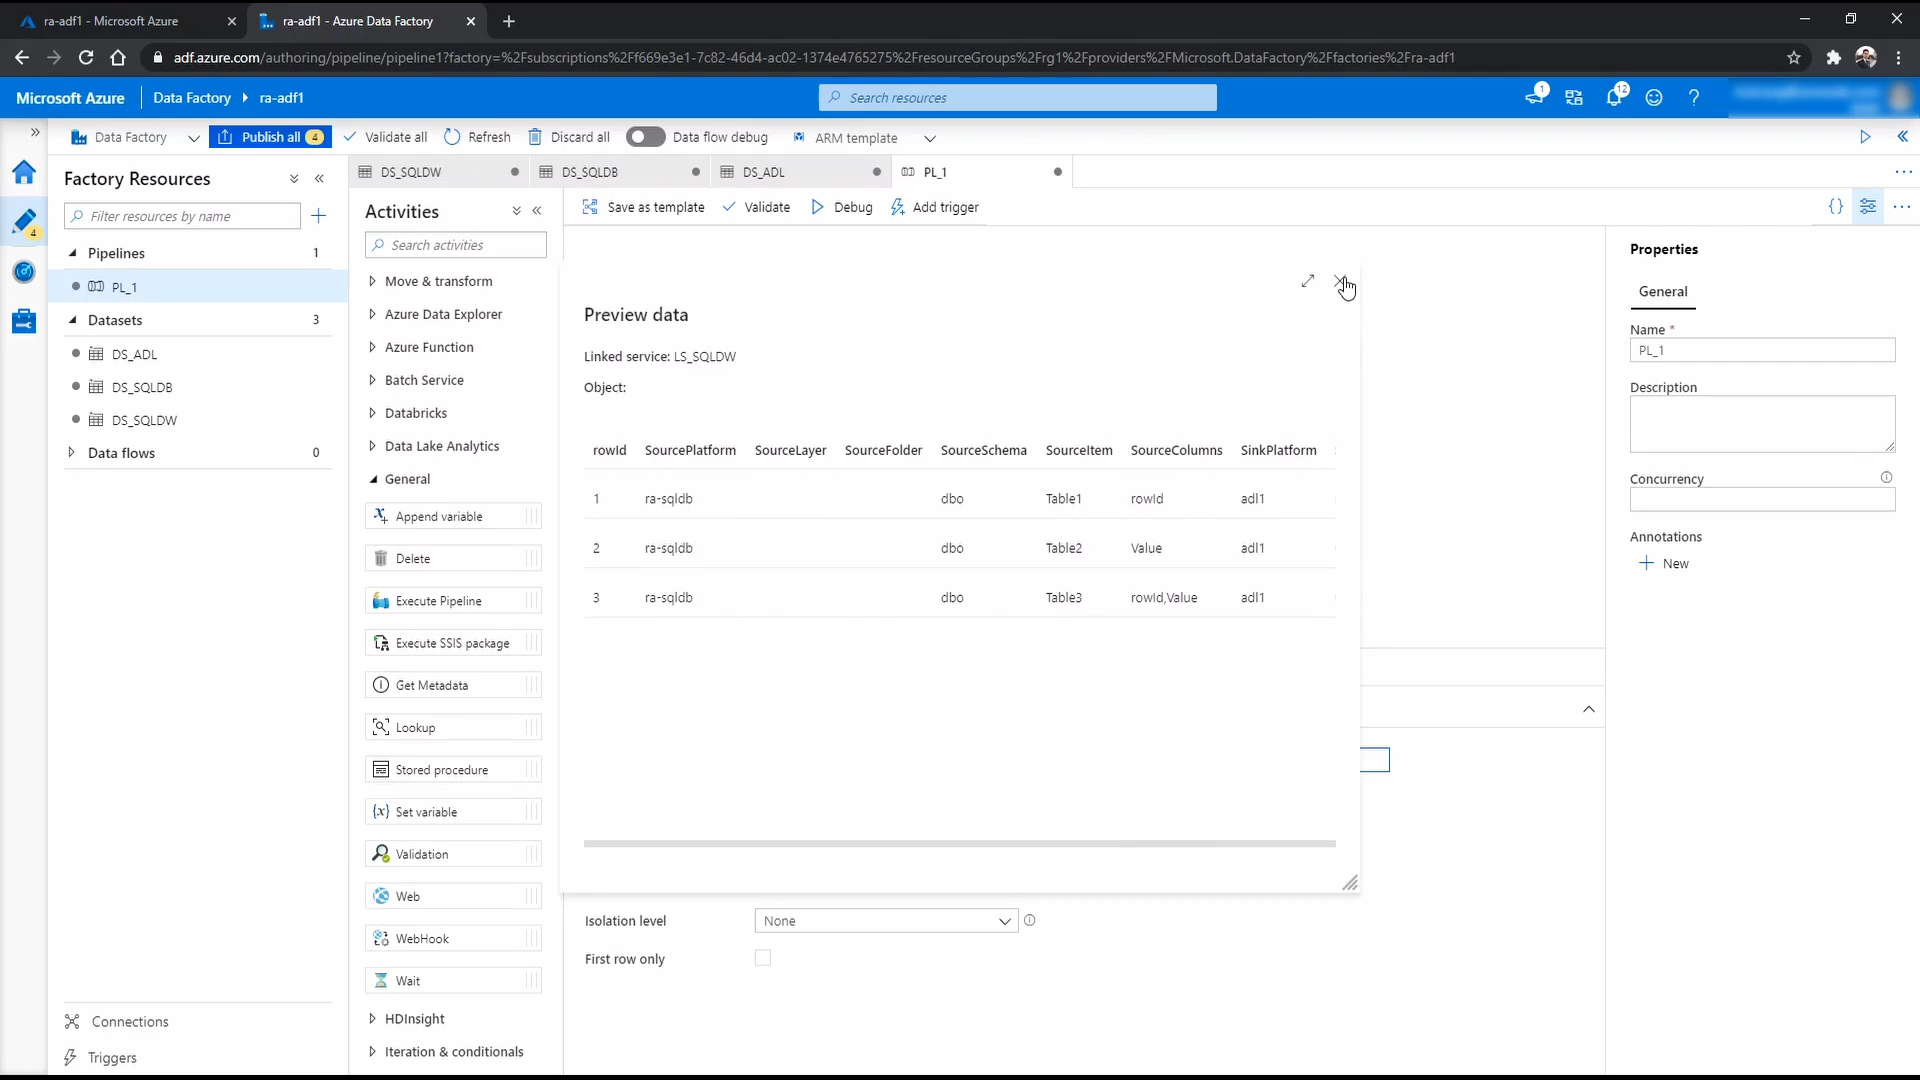 ra-adf1 - Microsoft Azure
ra-adf1 - Azure Data Factory
adf.azure.com/authoring/pipeline/pipeline1?factory=%2Fsubscriptions%2Ff669e3e1-7c82-46d4-ac02-1374e4765275%2FresourceGroups%2Frg1%2Fproviders%2FMicrosoft.DataFactory%2Ffactories%2Fra-adf1
Microsoft Azure
Data Factory
ra-adf1
Search resources
1
12
Data Factory
Publish all 4
Validate all
Refresh
Discard all
Data flow debug
ARM template
4
Factory Resources
Filter resources by name
Pipelines 1
PL_1
Datasets 3
DS_ADL
DS_SQLDB
DS_SQLDW
Data flows 0
Connections
Triggers
DS_SQLDW
DS_SQLDB
DS_ADL
PL_1
Activities
Search activities
Move & transform
Azure Data Explorer
Azure Function
Batch Service
Databricks
Data Lake Analytics
General
Append variable
Delete
Execute Pipeline
Execute SSIS package
Get Metadata
Lookup
Stored procedure
Set variable
Validation
Web
WebHook
Wait
HDInsight
Iteration & conditionals
Save as template
Validate
Debug
Add trigger
Preview data
Linked service: LS_SQLDW
Object:
rowId SourcePlatform SourceLayer SourceFolder SourceSchema SourceItem SourceColumns SinkPlatform
1 ra-sqldb dbo Table1 rowId adl1
2 ra-sqldb dbo Table2 Value adl1
3 ra-sqldb dbo Table3 rowId,Value adl1
Isolation level None
First row only
Properties
General
Name *
PL_1
Description
Concurrency
Annotations
New